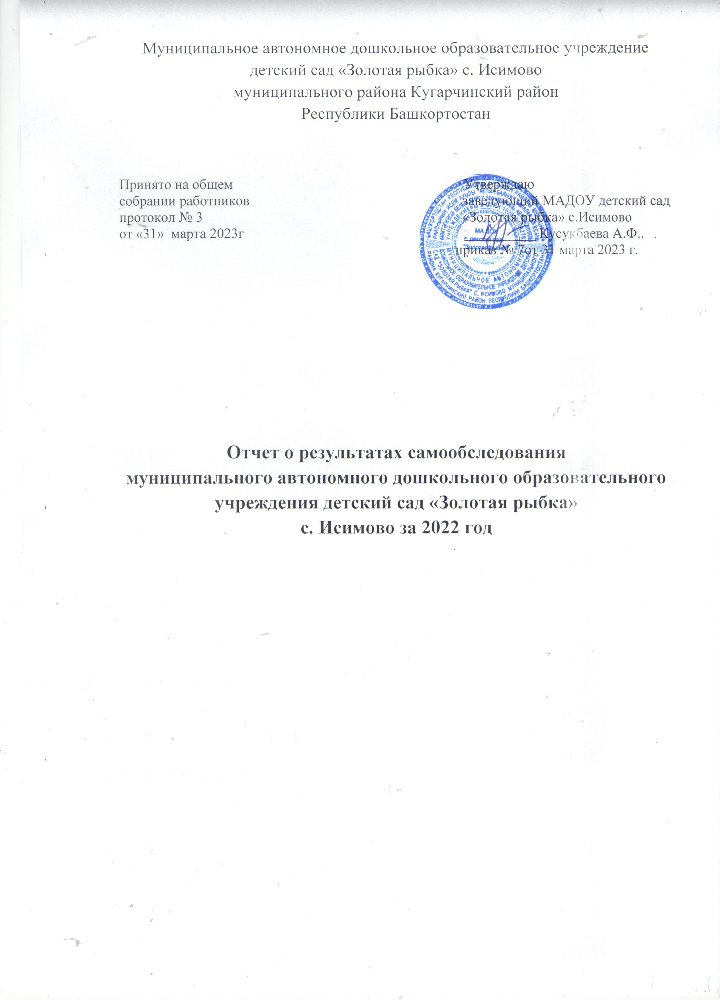 Муниципальное автономное дошкольное образовательное учреждение
детский сад «Золотая рыбка» с. Исимово
муниципального района Кугарчинский район
Республики Башкортостан
Принято на общем
собрании работников
протокол № 3
от «31» марта 2023г
Утверждаю
заведующий МАДОУ детский сад
«Золотая рыбка» с.Исимово
Кусукбаева А.Ф..
приказ № 7от 31 марта 2023 г.
МАДОУ
детский сад
"Золотая рыбка"
МУНИЦИПАЛЬНОЕ АВТОНОМНОЕ
ДОШКОЛЬНОЕ ОБРАЗОВАТЕЛЬНОЕ УЧРЕЖДЕНИЕ ДЕТСКИЙ
САД "ЗОЛОТАЯ РЫБКА" С. ИСИМОВО МУНИЦИПАЛЬНОГО
РАЙОНА КУГАРЧИНСКИЙ РАЙОН РЕСПУБЛИКИ БАШКОРТОСТАН
Отчет о результатах самообследования
муниципального автономного дошкольного образовательного
учреждения детский сад «Золотая рыбка»
с. Исимово за 2022 год